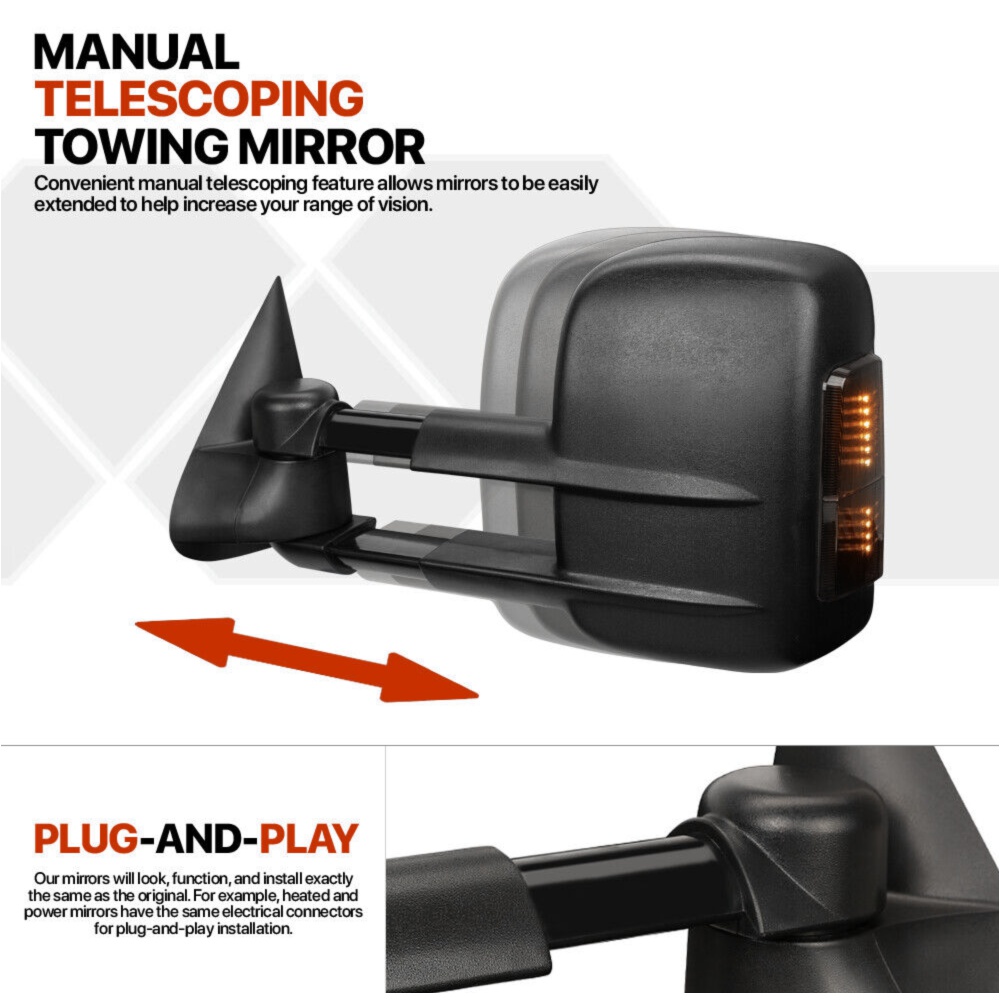 MANUAL
TELESCOPING
TOWING MIRROR
Convenient manual telescoping feature allows mirrors to be easily
extended to help increase your range of vision.
PLUG-AND-PLAY
Our mirrors will look, function, and install exactly
the same as the original. For example, heated and
power mirrors have the same electrical connectors
for plug-and-play installation.